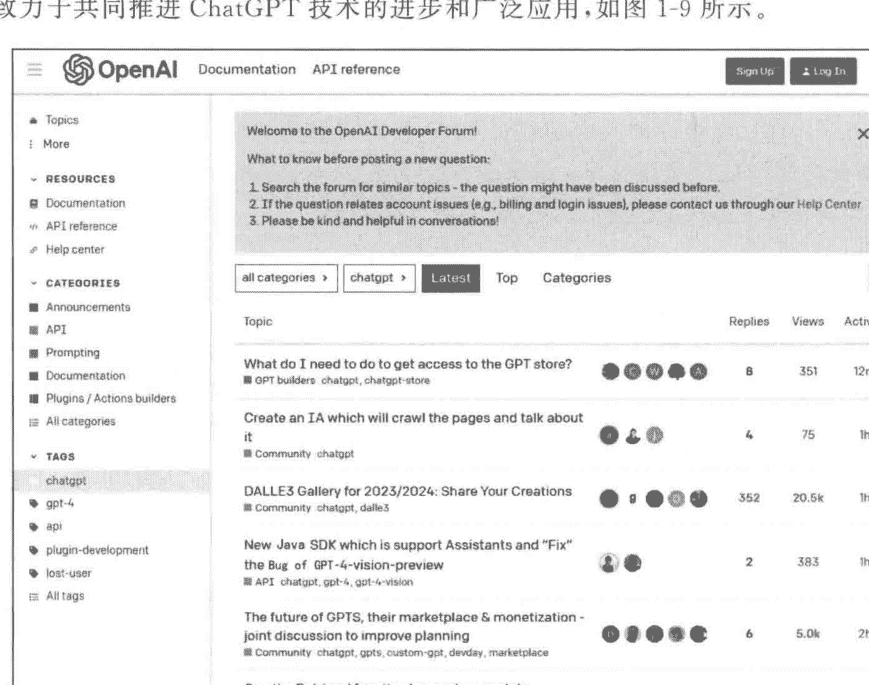 致力于共同推进 ChatGPT 技术的进步和广泛应用,如图 1-9 所示。
OpenAI Documentation API reference Sign Up Log In
Topics
More
RESOURCES
Documentation
API reference
Help center
CATEGORIES
Announcements
API
Prompting
Documentation
Plugins / Actions builders
All categories
TAGS
chatgpt
gpt-4
api
plugin-development
lost-user
All tags
Welcome to the OpenAI Developer Forum!
What to know before posting a new question:
1. Search the forum for similar topics - the question might have been discussed before.
2. If the question relates account issues (e.g., billing and login issues), please contact us through our Help Center
3. Please be kind and helpful in conversations!
all categories chatgpt Latest Top Categories
Topic Replies Views Activ
What do I need to do to get access to the GPT store? 8 351 12m
GPT builders chatgpt, chatgpt-store
Create an IA which will crawl the pages and talk about
it 4 75 1h
Community chatgpt
DALLE3 Gallery for 2023/2024: Share Your Creations 352 20.5k 1h
Community chatgpt, dalle3
New Java SDK which is support Assistants and "Fix"
the Bug of GPT-4-vision-preview 2 383 1h
API chatgpt, gpt-4, gpt-4-vision
The future of GPTS, their marketplace & monetization -
joint discussion to improve planning 6 5.0k 2h
Community chatgpt, gpts, custom-gpt, devday, marketplace